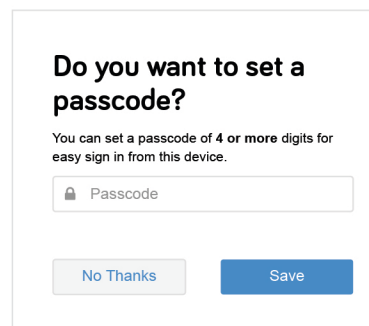 Do you want to set a
passcode?
You can set a passcode of 4 or more digits for
easy sign in from this device.
Passcode
No Thanks
Save